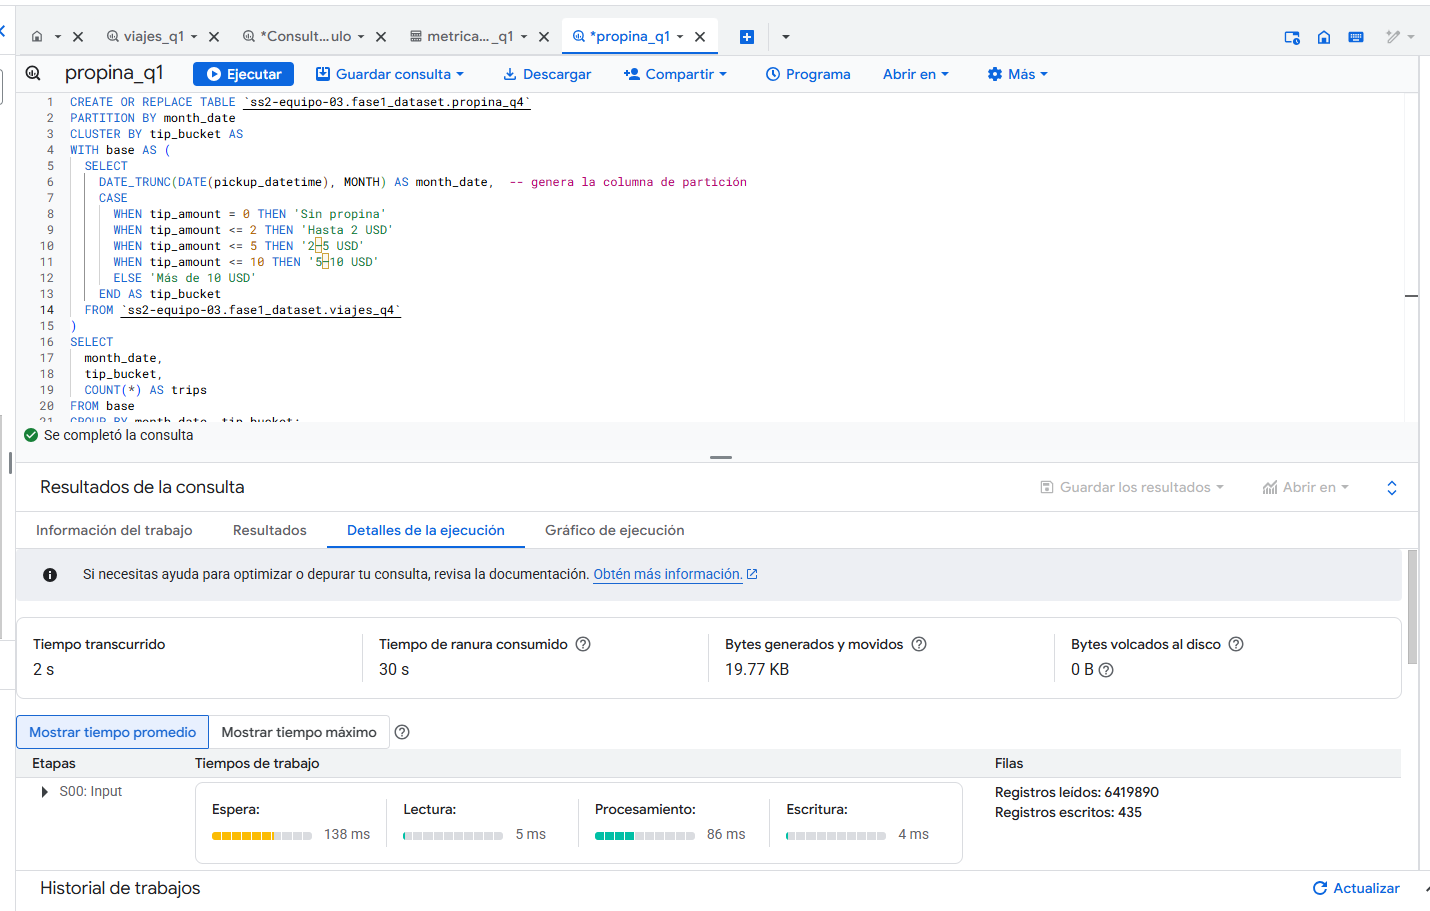 viajes_q1
*Consult...ulo
metrica..._q1
*propina_q1
propina_q1
Ejecutar
Guardar consulta
Descargar
Compartir
Programa
Abrir en
Más
1 CREATE OR REPLACE TABLE `ss2-equipo-03.fase1_dataset.propina_q4`
2 PARTITION BY month_date
3 CLUSTER BY tip_bucket AS
4 WITH base AS (
5 SELECT
6 DATE_TRUNC(DATE(pickup_datetime), MONTH) AS month_date, -- genera la columna de partición
7 CASE
8 WHEN tip_amount = 0 THEN 'Sin propina'
9 WHEN tip_amount <= 2 THEN 'Hasta 2 USD'
10 WHEN tip_amount <= 5 THEN '2–5 USD'
11 WHEN tip_amount <= 10 THEN '5–10 USD'
12 ELSE 'Más de 10 USD'
13 END AS tip_bucket
14 FROM `ss2-equipo-03.fase1_dataset.viajes_q4`
15 )
16 SELECT
17 month_date,
18 tip_bucket,
19 COUNT(*) AS trips
20 FROM base
21 GROUP BY month_date, tip_bucket;
Se completó la consulta
Resultados de la consulta
Guardar los resultados
Abrir en
Información del trabajo
Resultados
Detalles de la ejecución
Gráfico de ejecución
Si necesitas ayuda para optimizar o depurar tu consulta, revisa la documentación. Obtén más información.
Tiempo transcurrido
2 s
Tiempo de ranura consumido
30 s
Bytes generados y movidos
19.77 KB
Bytes volcados al disco
0 B
Mostrar tiempo promedio
Mostrar tiempo máximo
Etapas
Tiempos de trabajo
Filas
S00: Input
Espera:
138 ms
Lectura:
5 ms
Procesamiento:
86 ms
Escritura:
4 ms
Registros leídos: 6419890
Registros escritos: 435
Historial de trabajos
Actualizar